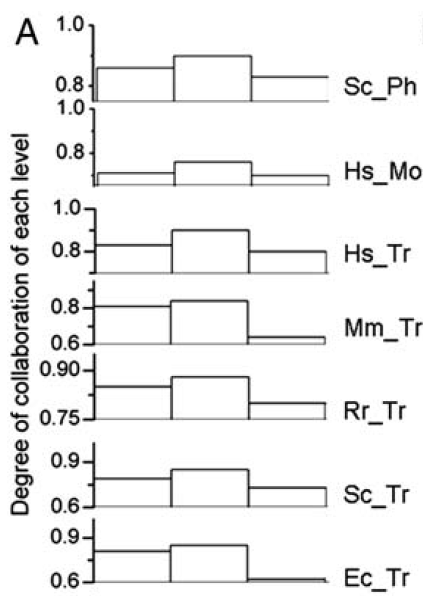 A
Degree of collaboration of each level
1.0
0.8
Sc_Ph
1.0
0.8
Hs_Mo
1.0
0.8
Hs_Tr
0.8
0.6
Mm_Tr
0.90
0.75
Rr_Tr
0.9
0.6
Sc_Tr
0.9
0.6
Ec_Tr